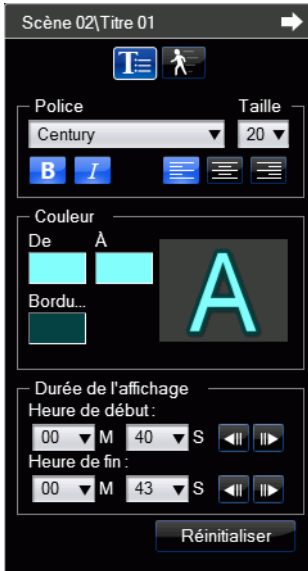 Scène 02\Titre 01
T
Police Taille
Century 20
B I
Couleur
De À
Bordu...
A
Durée de l'affichage
Heure de début :
00 M 40 S
Heure de fin :
00 M 43 S
Réinitialiser